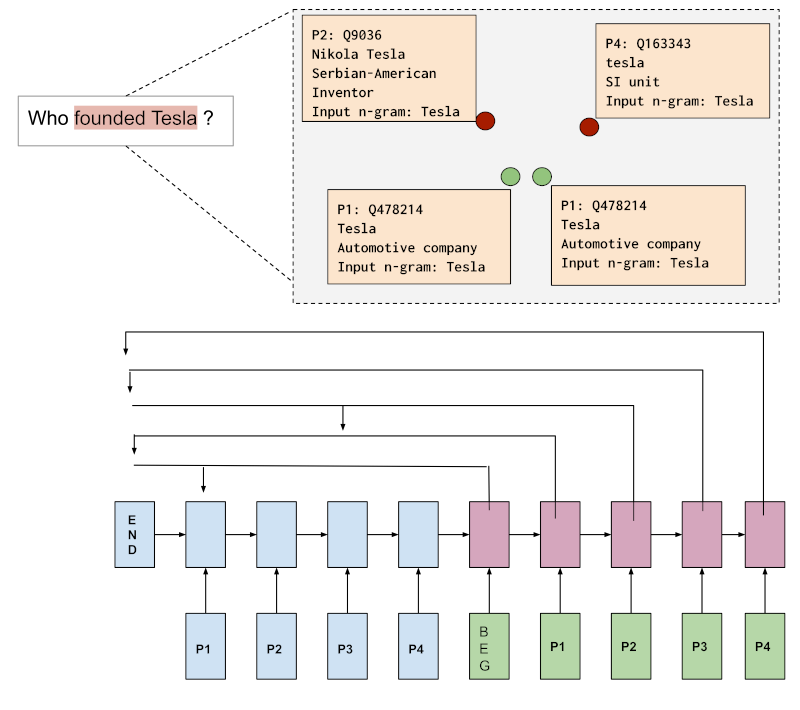 Who founded Tesla ?
P2: Q9036
Nikola Tesla
Serbian-American
Inventor
Input n-gram: Tesla
P4: Q163343
tesla
SI unit
Input n-gram: Tesla
P1: Q478214
Tesla
Automotive company
Input n-gram: Tesla
P1: Q478214
Tesla
Automotive company
Input n-gram: Tesla
END
P1
P2
P3
P4
BEG
P1
P2
P3
P4